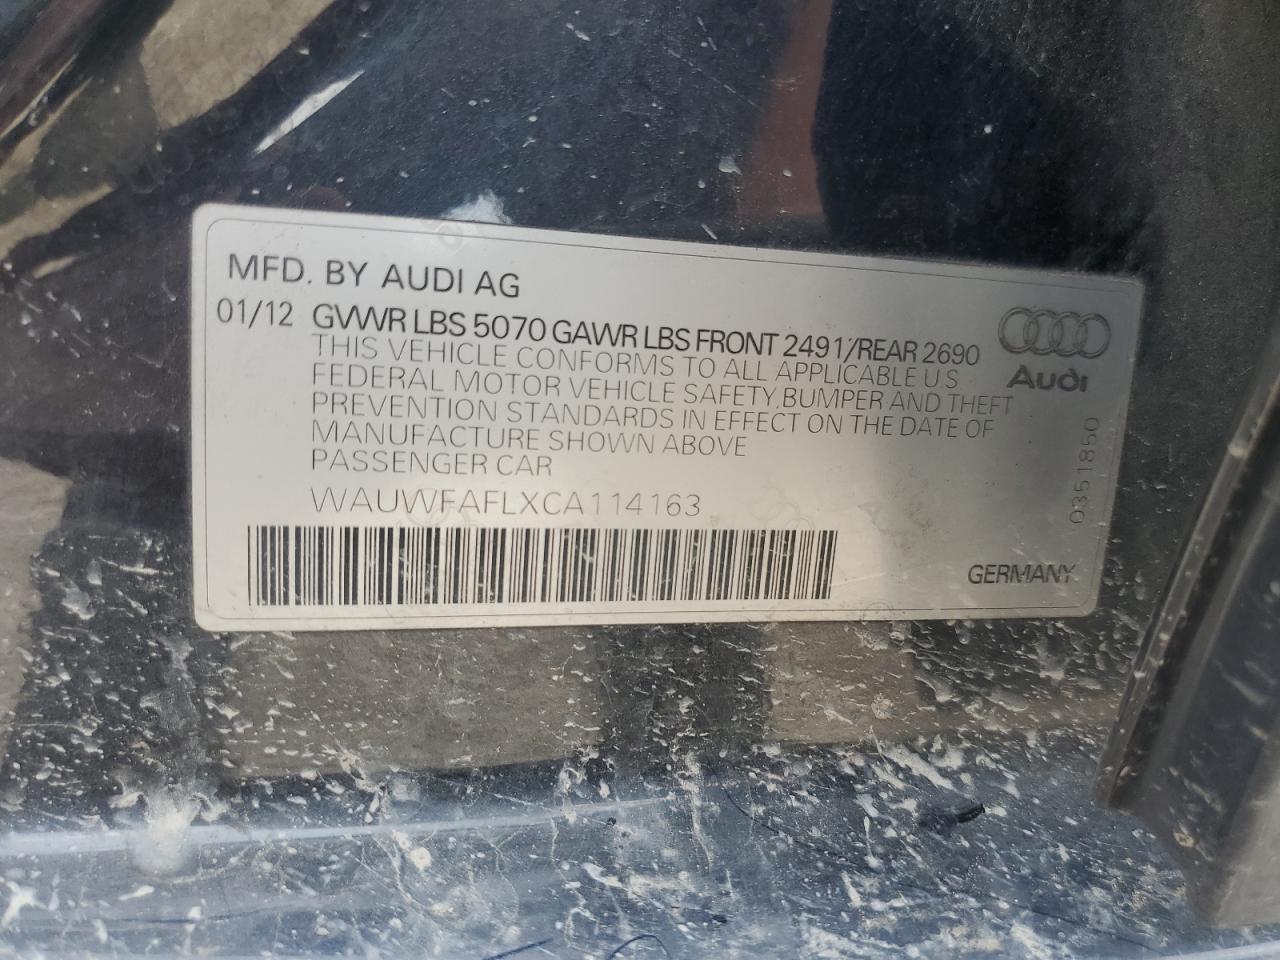 MFD. BY AUDI AG
01/12 GVWR LBS 5070 GAWR LBS FRONT 2491/REAR 2690
THIS VEHICLE CONFORMS TO ALL APPLICABLE U S
FEDERAL MOTOR VEHICLE SAFETY, BUMPER AND THEFT
PREVENTION STANDARDS IN EFFECT ON THE DATE OF
MANUFACTURE SHOWN ABOVE
PASSENGER CAR
WAUWFAFLXCA114163
Audi
0351850
GERMANY